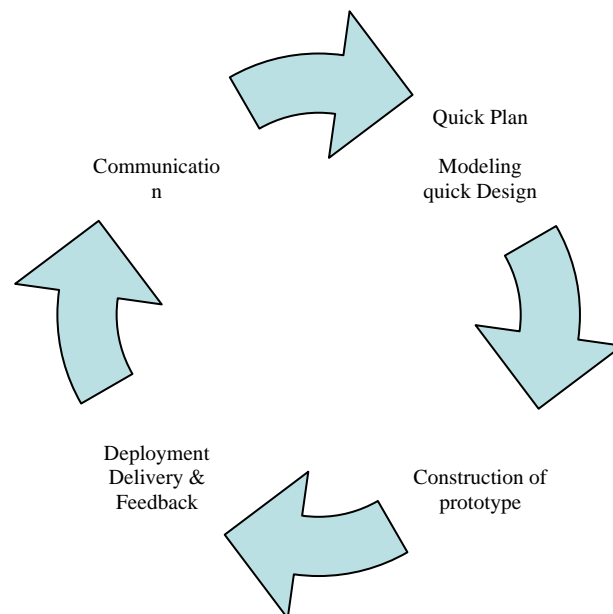 Quick Plan
Communicatio
n
Modeling
quick Design
Deployment
Delivery &
Feedback
Construction of
prototype